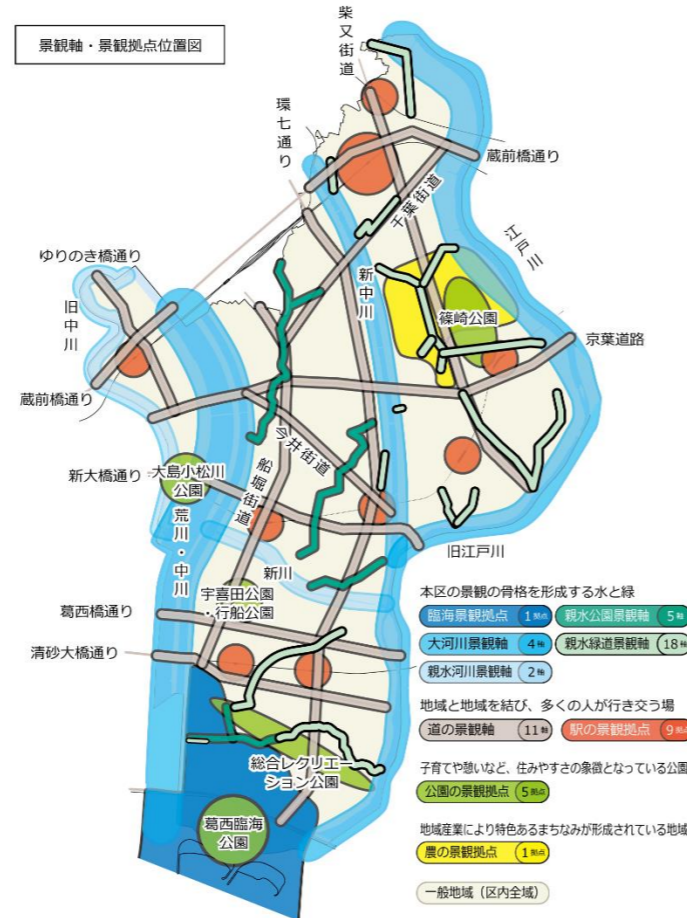 景観軸・景観拠点位置図
柴又街道
環七通り
蔵前橋通り
千葉街道
江戸川
ゆりのき橋通り
旧中川
新中川
篠崎公園
京葉道路
蔵前橋通り
今井街道
新大橋通り
大島小松川
公園
船堀街道
荒川・中川
旧江戸川
新川
宇喜田公園
・行船公園
葛西橋通り
清砂大橋通り
総合レクリエー
ション公園
葛西臨海
公園
本区の景観の骨格を形成する水と緑
臨海景観拠点 1拠点 親水公園景観軸 5軸
大河川景観軸 4軸 親水緑道景観軸 18軸
親水河川景観軸 2軸
地域と地域を結び、多くの人が行き交う場
道の景観軸 11軸 駅の景観拠点 9拠点
子育てや憩いなど、住みやすさの象徴となっている公園
公園の景観拠点 5拠点
地域産業により特色あるまちなみが形成されている地域
農の景観拠点 1拠点
一般地域（区内全域）